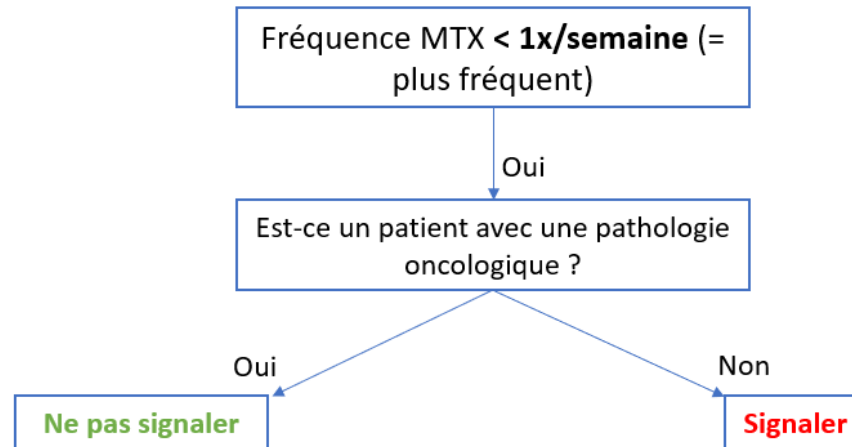 Fréquence MTX < 1x/semaine (=
plus fréquent)
Oui
Est-ce un patient avec une pathologie
oncologique ?
Oui
Non
Ne pas signaler
Signaler